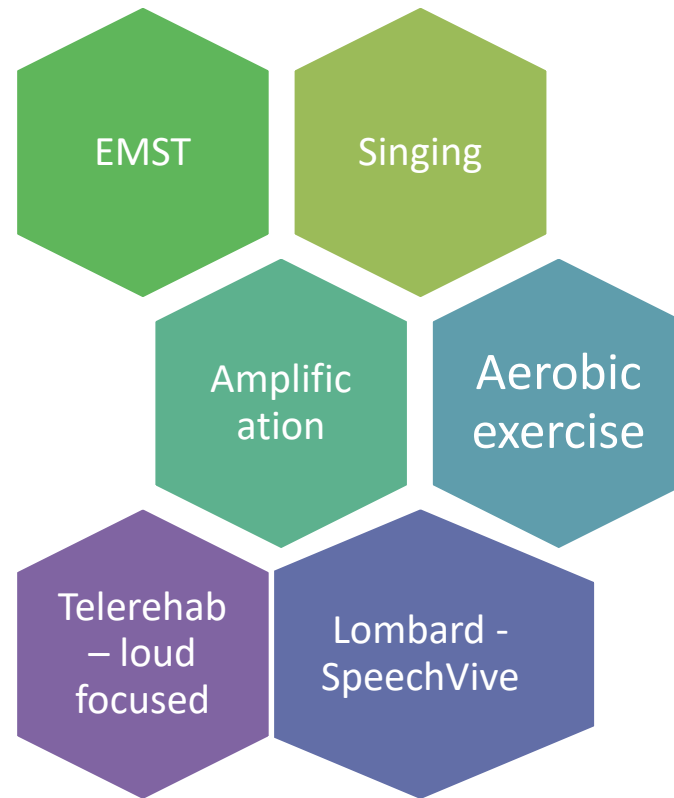 EMST
Singing
Amplific
ation
Aerobic
exercise
Telerehab
– loud
focused
Lombard -
SpeechVive